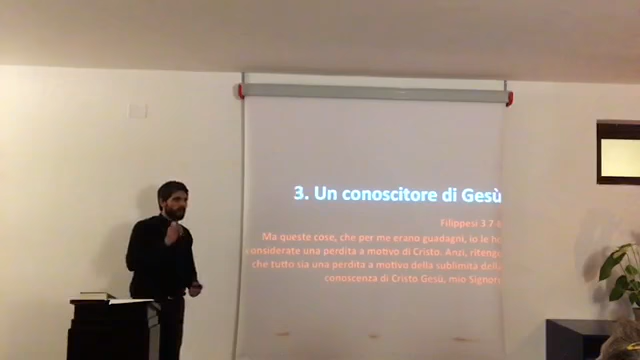 3. Un conoscitore di Gesù
Filippesi 3 7
Ma queste cose, che per me erano guadagni, io le ho
considerate una perdita a motivo di Cristo. Anzi, ritengo
che tutto sia una perdita a motivo della sublimità della
conoscenza di Cristo Gesù, mio Signore